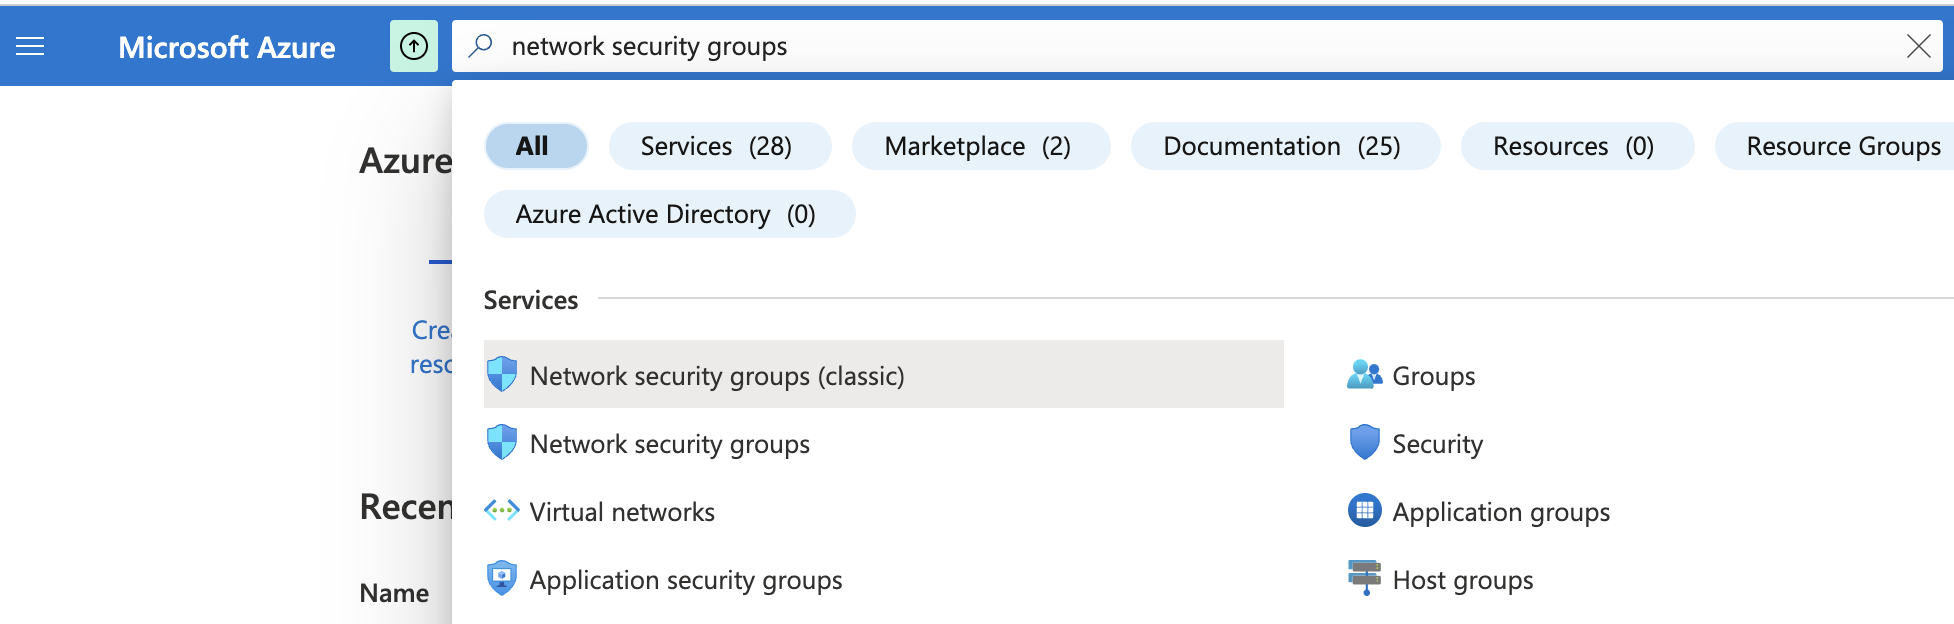 Microsoft Azure network security groups
All Services (28) Marketplace (2) Documentation (25) Resources (0) Resource Groups
Azure
Azure Active Directory (0)
Services
Network security groups (classic) Groups
Network security groups Security
Virtual networks Application groups
Recen
Application security groups Host groups
Name